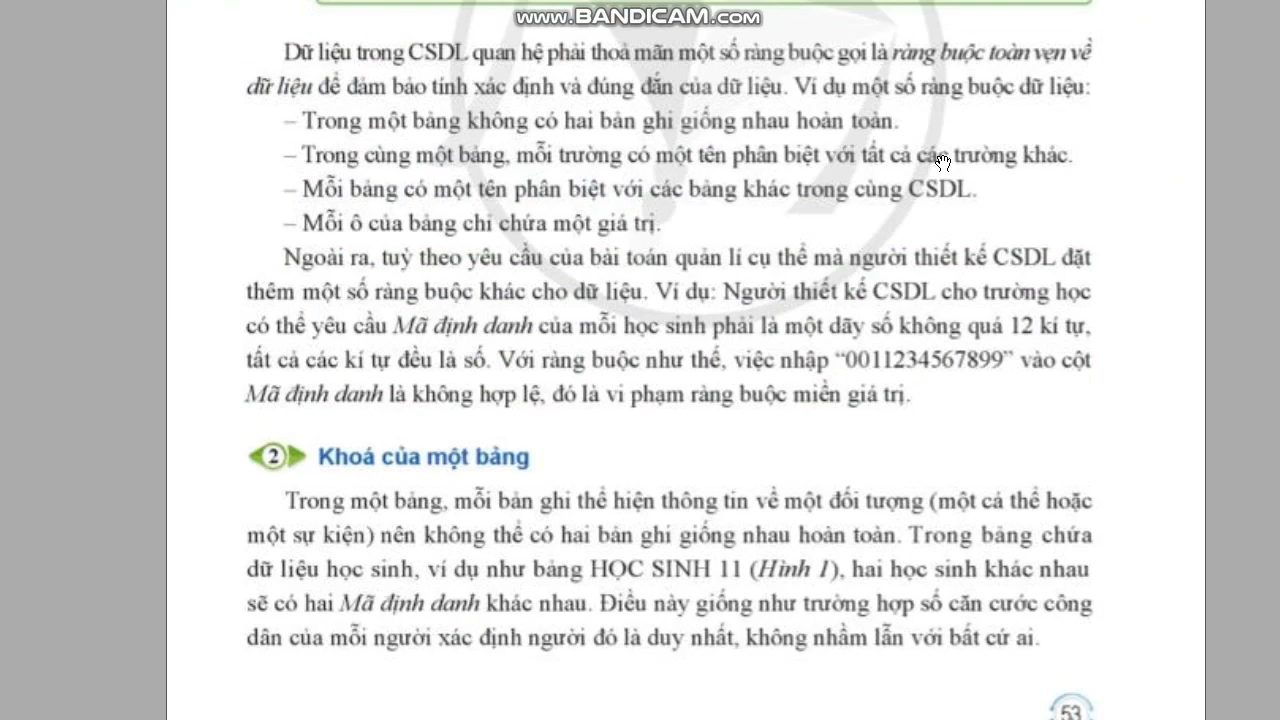 www.BANDICAM.com
Dữ liệu trong CSDL quan hệ phải thoả mãn một số ràng buộc gọi là ràng buộc toàn vẹn về
dữ liệu để đảm bảo tính xác định và đúng đắn của dữ liệu. Ví dụ một số ràng buộc dữ liệu:
– Trong một bảng không có hai bản ghi giống nhau hoàn toàn.
– Trong cùng một bảng, mỗi trường có một tên phân biệt với tất cả các trường khác.
– Mỗi bảng có một tên phân biệt với các bảng khác trong cùng CSDL.
– Mỗi ô của bảng chỉ chứa một giá trị.
Ngoài ra, tuỳ theo yêu cầu của bài toán quản lí cụ thể mà người thiết kế CSDL đặt
thêm một số ràng buộc khác cho dữ liệu. Ví dụ: Người thiết kế CSDL cho trường học
có thể yêu cầu Mã định danh của mỗi học sinh phải là một dãy số không quá 12 kí tự,
tất cả các kí tự đều là số. Với ràng buộc như thế, việc nhập “0011234567899” vào cột
Mã định danh là không hợp lệ, đó là vi phạm ràng buộc miền giá trị.
2 Khoá của một bảng
Trong một bảng, mỗi bản ghi thể hiện thông tin về một đối tượng (một cá thể hoặc
một sự kiện) nên không thể có hai bản ghi giống nhau hoàn toàn. Trong bảng chứa
dữ liệu học sinh, ví dụ như bảng HỌC SINH 11 (Hình 1), hai học sinh khác nhau
sẽ có hai Mã định danh khác nhau. Điều này giống như trường hợp số căn cước công
dân của mỗi người xác định người đó là duy nhất, không nhầm lẫn với bất cứ ai.
53